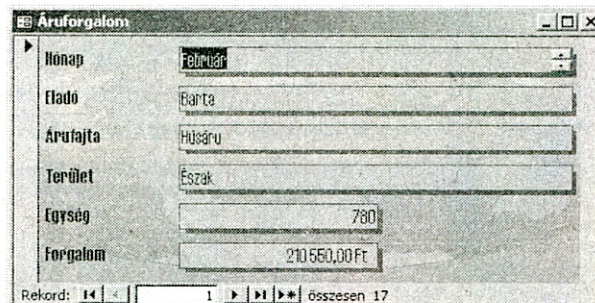 Áruforgalom
Hónap Február
Eladó Barta
Árufajta Húsáru
Terület Észak
Egység 780
Forgalom 210 550,00 Ft
Rekord: 1 összesen 17